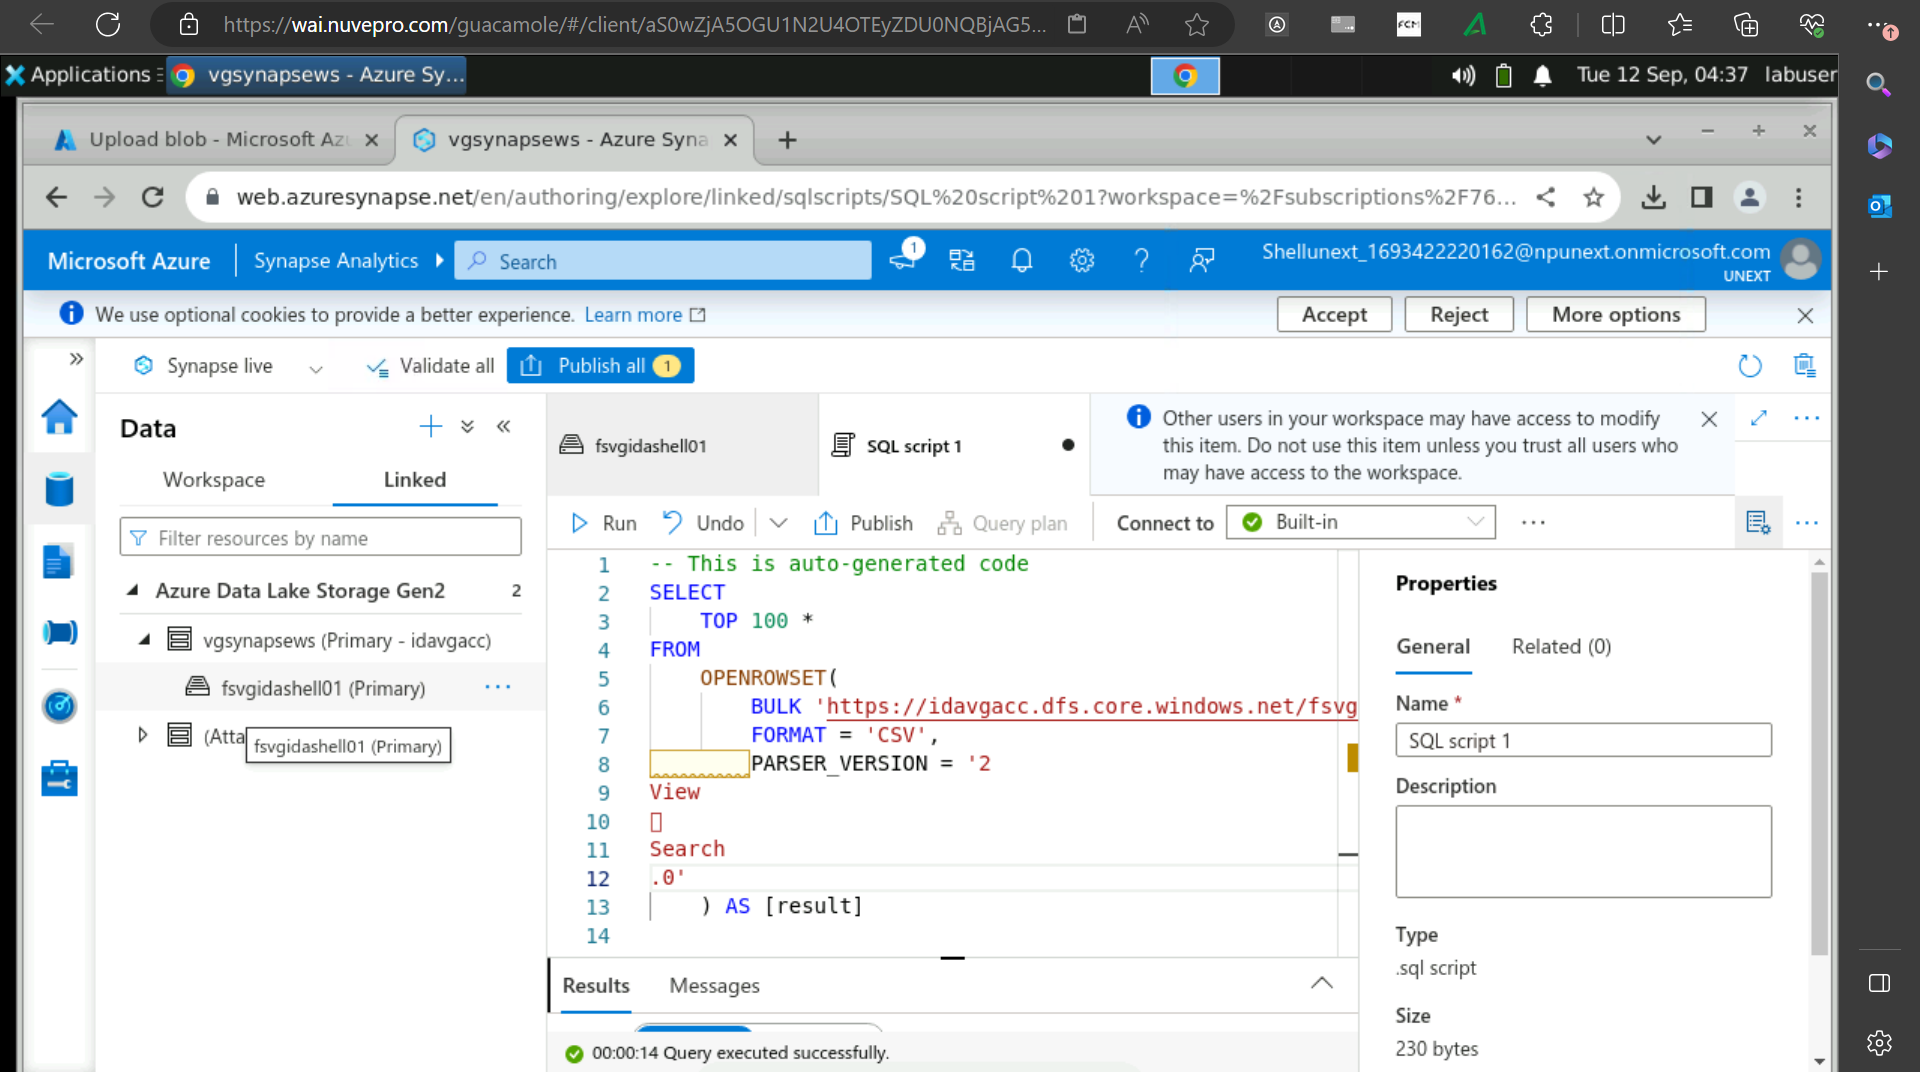 https://wai.nuvepro.com/guacamole/#/client/aS0wZjA5OGU1N2U4OTEyZDU0NQBjAG5...
Applications
vgsynapsews - Azure Sy...
Tue 12 Sep, 04:37 labuser
Upload blob - Microsoft Az
vgsynapsews - Azure Syna
web.azuresynapse.net/en/authoring/explore/linked/sqlscripts/SQL%20script%201?workspace=%2Fsubscriptions%2F76...
Microsoft Azure
Synapse Analytics
Search
1
Shellunext_1693422220162@npunext.onmicrosoft.com
UNEXT
We use optional cookies to provide a better experience. Learn more
Accept
Reject
More options
Synapse live
Validate all
Publish all 1
Data
Workspace
Linked
Filter resources by name
Azure Data Lake Storage Gen2 2
vgsynapsews (Primary - idavgacc)
fsvgidashell01 (Primary)
(Atta
fsvgidashell01 (Primary)
fsvgidashell01
SQL script 1
Other users in your workspace may have access to modify
this item. Do not use this item unless you trust all users who
may have access to the workspace.
Run
Undo
Publish
Query plan
Connect to
Built-in
1 -- This is auto-generated code
2 SELECT
3 TOP 100 *
4 FROM
5 OPENROWSET(
6 BULK 'https://idavgacc.dfs.core.windows.net/fsvg
7 FORMAT = 'CSV',
8 PARSER_VERSION = '2
9 View
10
11 Search
12 .0'
13 ) AS [result]
14
Results
Messages
00:00:14 Query executed successfully.
Properties
General
Related (0)
Name *
SQL script 1
Description
Type
.sql script
Size
230 bytes